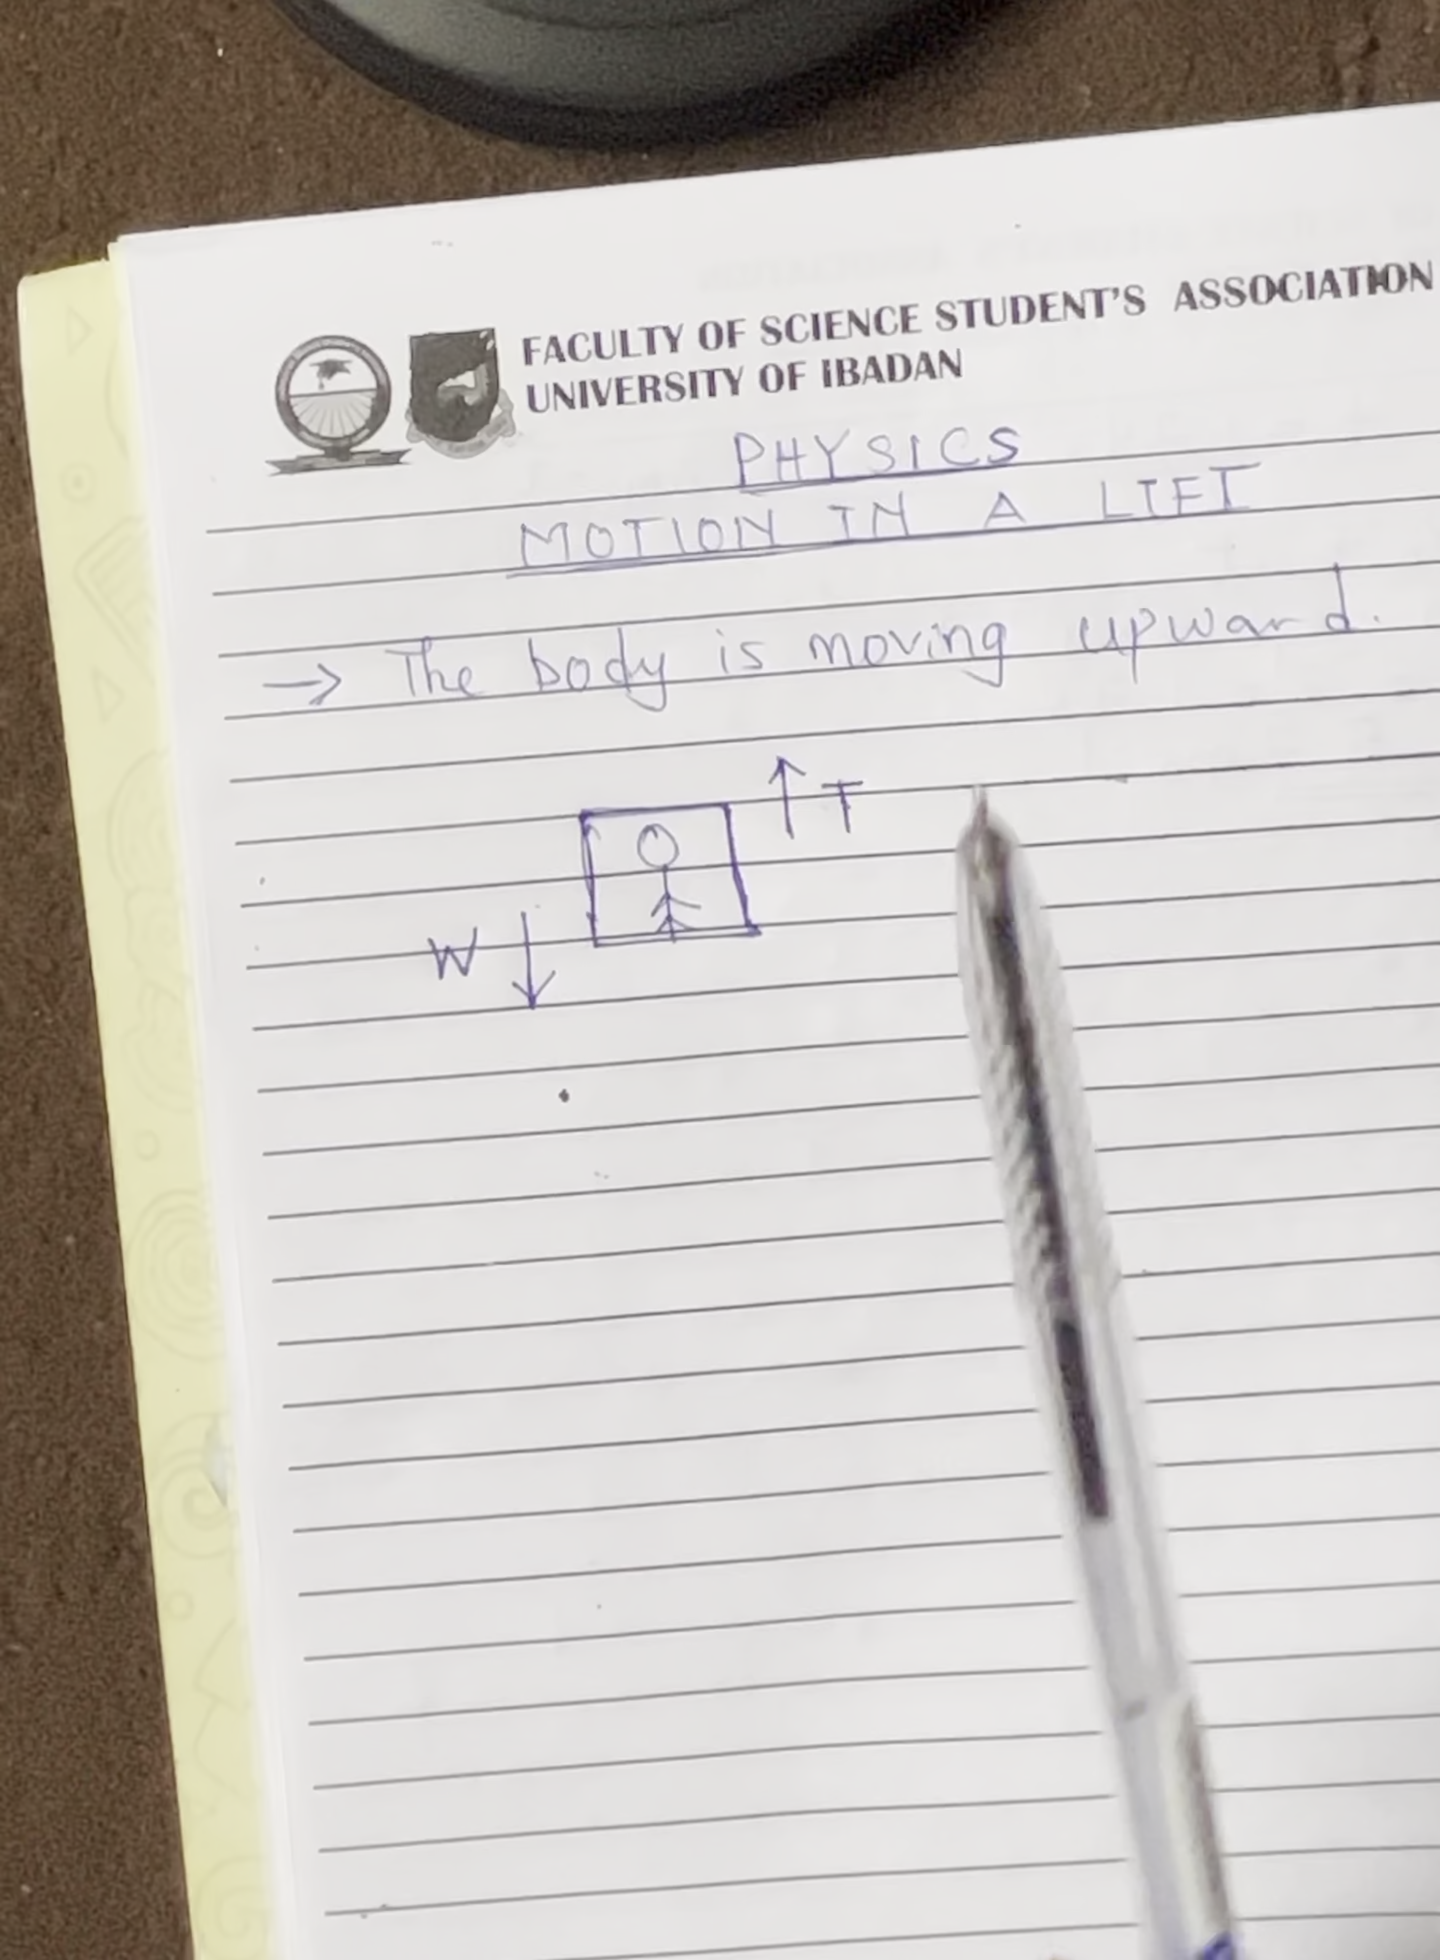 FACULTY OF SCIENCE STUDENT'S ASSOCIATION
UNIVERSITY OF IBADAN
PHYSICS
MOTION IN A LIFT
→ The body is moving upward.
↑ T
W ↓